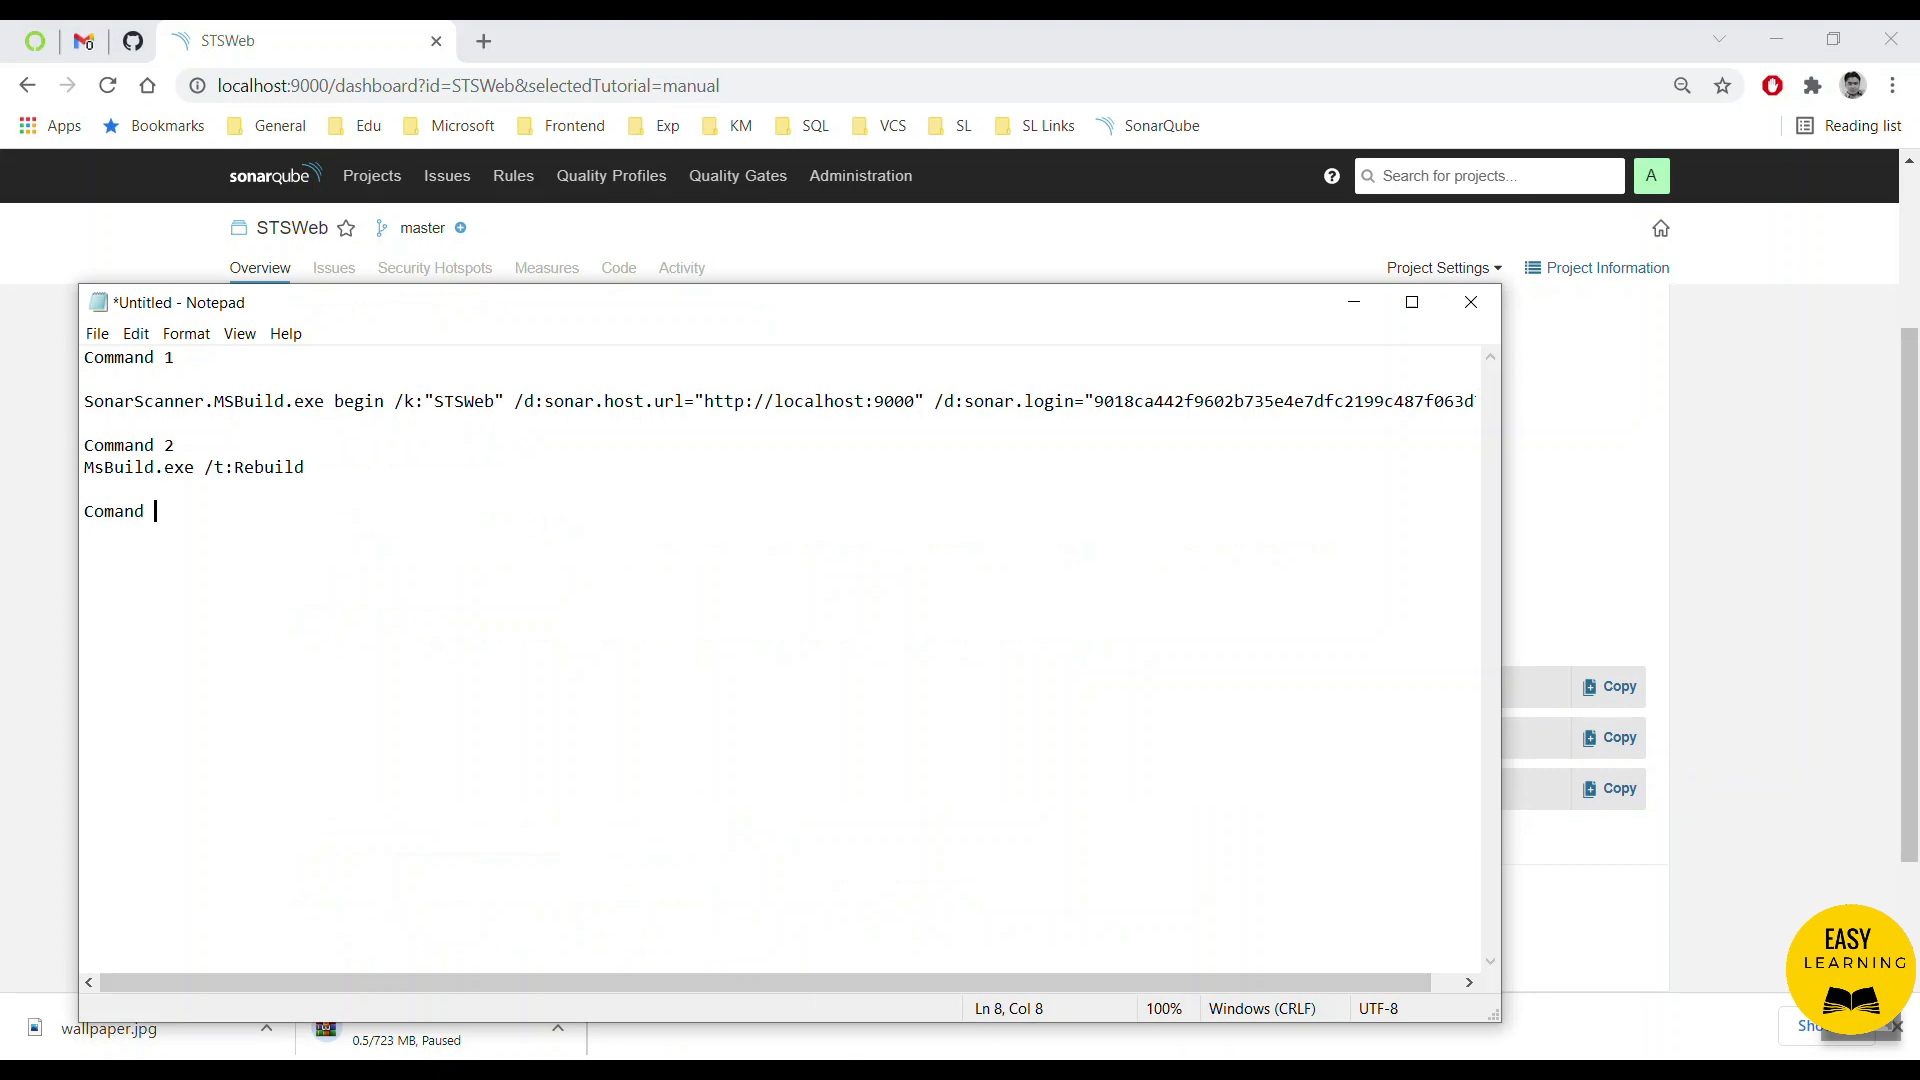 STSWeb
localhost:9000/dashboard?id=STSWeb&selectedTutorial=manual
Apps Bookmarks General Edu Microsoft Frontend Exp KM SQL VCS SL SL Links SonarQube Reading list
sonarqube Projects Issues Rules Quality Profiles Quality Gates Administration ? Search for projects... A
STSWeb master
Overview Issues Security Hotspots Measures Code Activity Project Settings Project Information
*Untitled - Notepad
File Edit Format View Help
Command 1
SonarScanner.MSBuild.exe begin /k:"STSWeb" /d:sonar.host.url="http://localhost:9000" /d:sonar.login="9018ca442f9602b735e4e7dfc2199c487f063d
Command 2
MsBuild.exe /t:Rebuild
Comand
Copy
Copy
Copy
EASY
LEARNING
Ln 8, Col 8 100% Windows (CRLF) UTF-8
wallpaper.jpg
0.5/723 MB, Paused